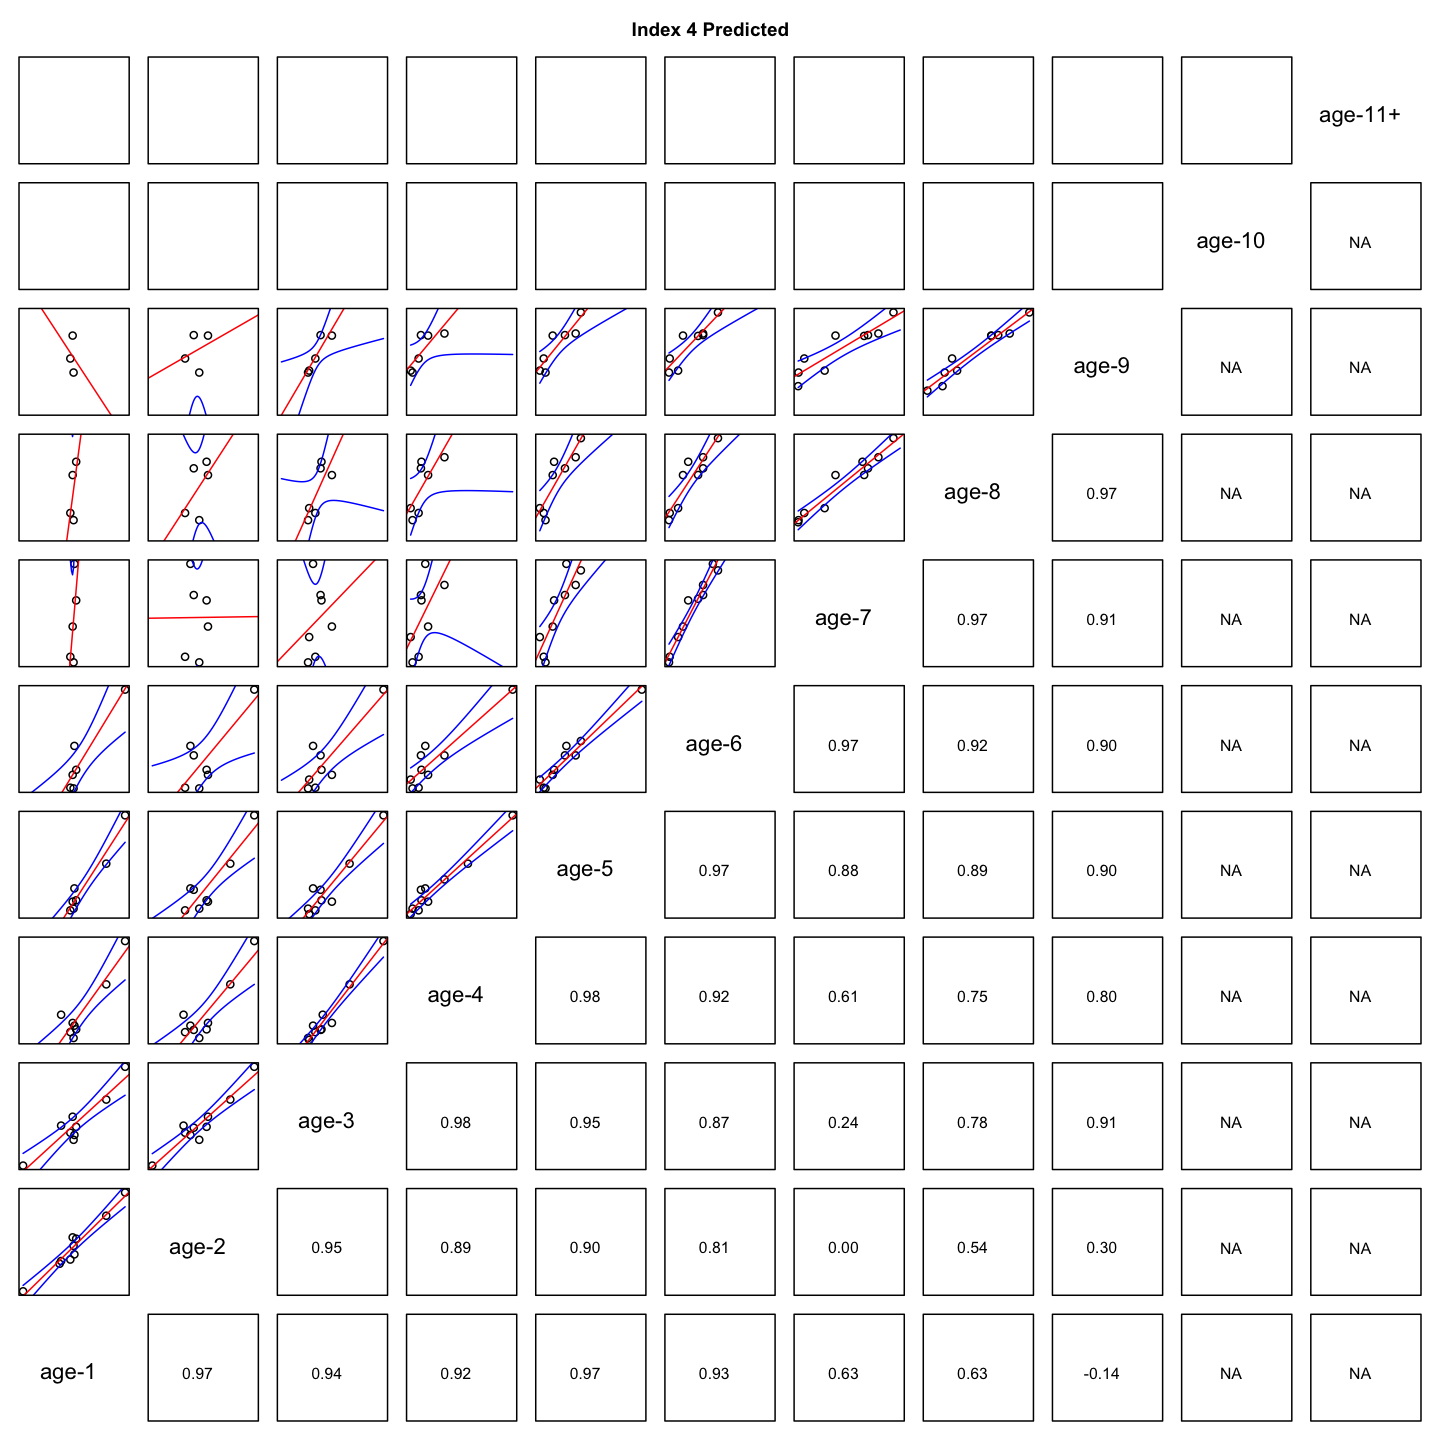 Index 4 Predicted
age-11+
age-10 NA
age-9 NA NA
age-8 0.97 NA NA
age-7 0.97 0.91 NA NA
age-6 0.97 0.92 0.90 NA NA
age-5 0.97 0.88 0.89 0.90 NA NA
age-4 0.98 0.92 0.61 0.75 0.80 NA NA
age-3 0.98 0.95 0.87 0.24 0.78 0.91 NA NA
age-2 0.95 0.89 0.90 0.81 0.00 0.54 0.30 NA NA
age-1 0.97 0.94 0.92 0.97 0.93 0.63 0.63 -0.14 NA NA